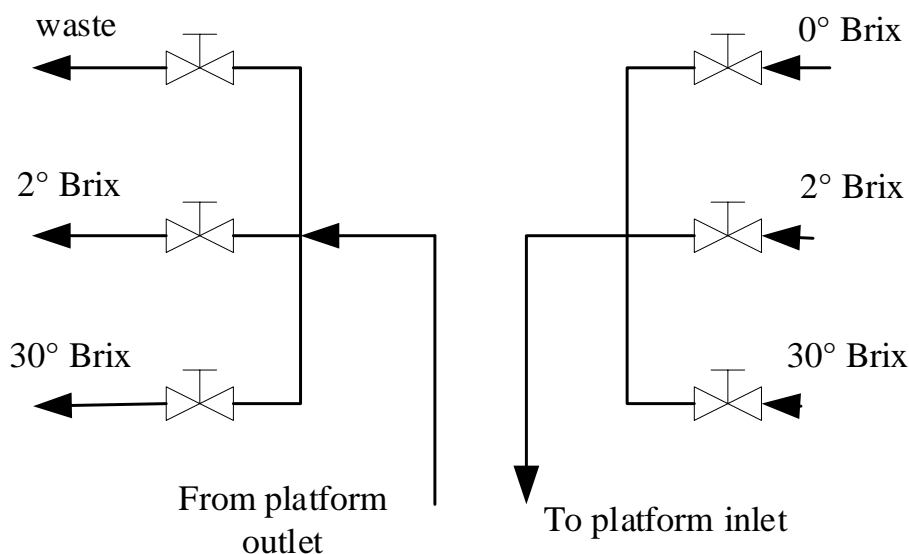 waste
0° Brix
2° Brix
2° Brix
30° Brix
30° Brix
From platform
outlet
To platform inlet